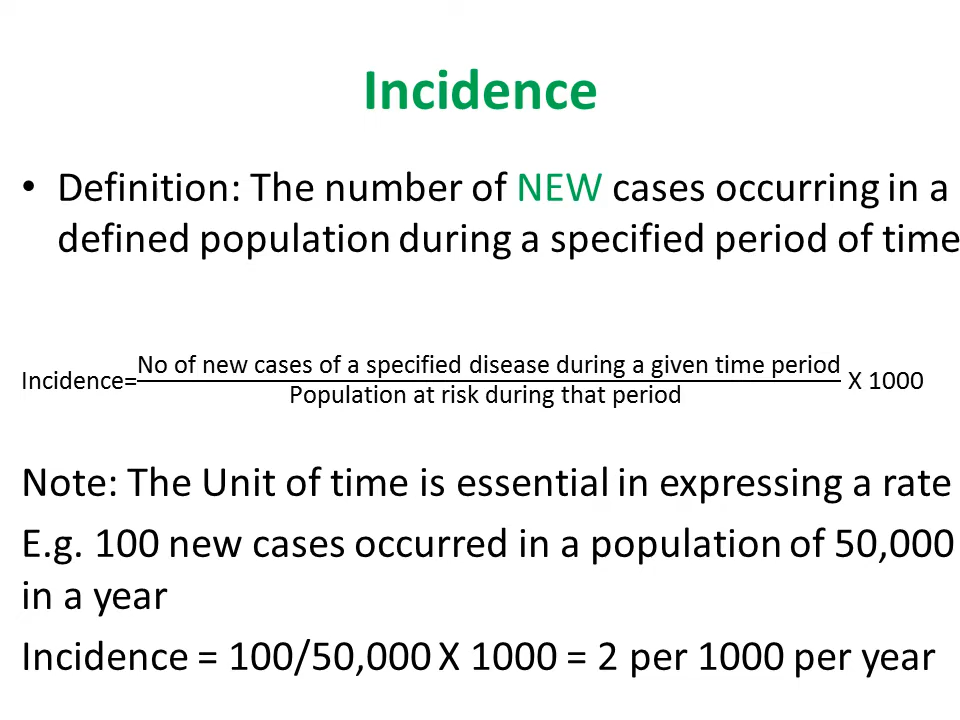 Incidence
• Definition: The number of NEW cases occurring in a
defined population during a specified period of time
No of new cases of a specified disease during a given time period
Incidence= X 1000
Population at risk during that period
Note: The Unit of time is essential in expressing a rate
E.g. 100 new cases occurred in a population of 50,000
in a year
Incidence = 100/50,000 X 1000 = 2 per 1000 per year